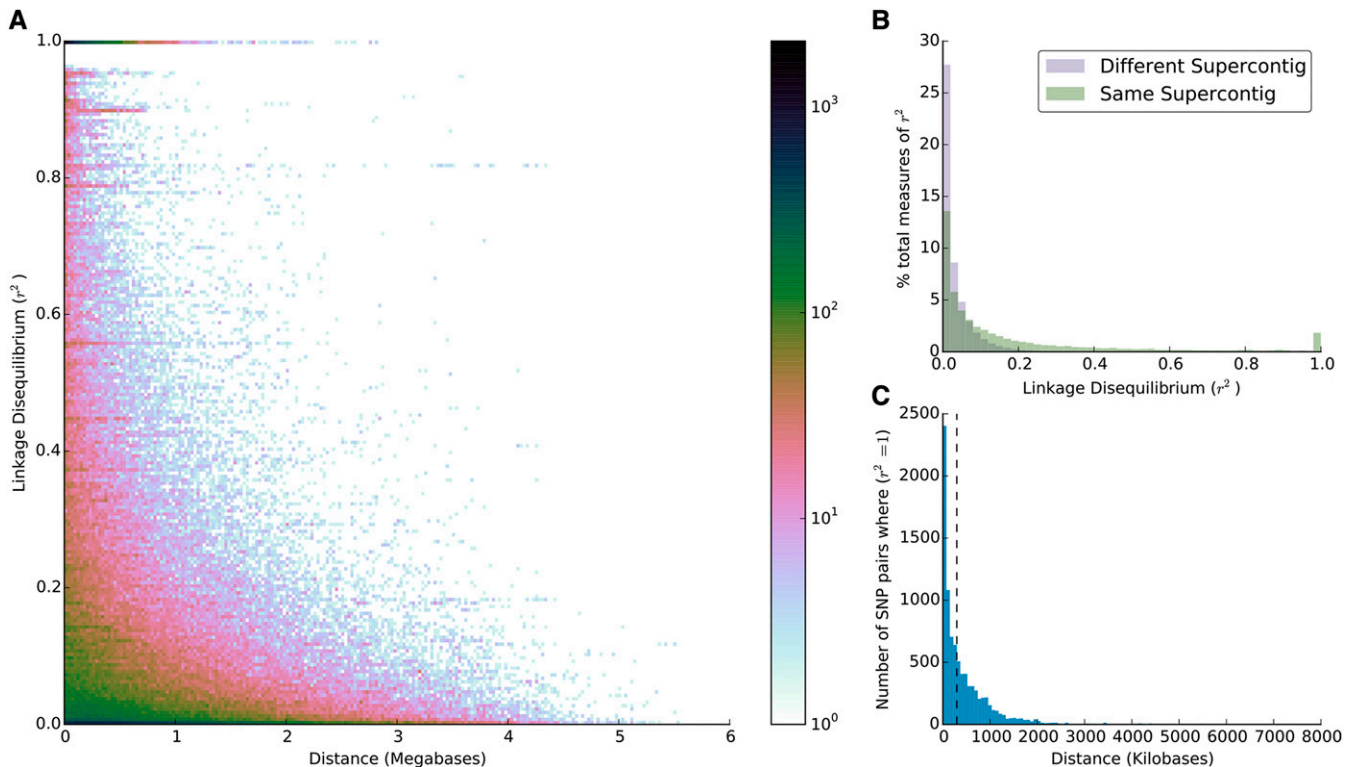 A
1.0
0.8
0.6
0.4
0.2
0.0
Linkage Disequilibrium (r²)
0 1 2 3 4 5 6
Distance (Megabases)
10³
10²
10¹
10⁰
B
30
25
20
15
10
5
0
% total measures of r²
Different Supercontig
Same Supercontig
0.0 0.2 0.4 0.6 0.8 1.0
Linkage Disequilibrium (r²)
C
2500
2000
1500
1000
500
0
Number of SNP pairs where (r² =1)
0 1000 2000 3000 4000 5000 6000 7000 8000
Distance (Kilobases)